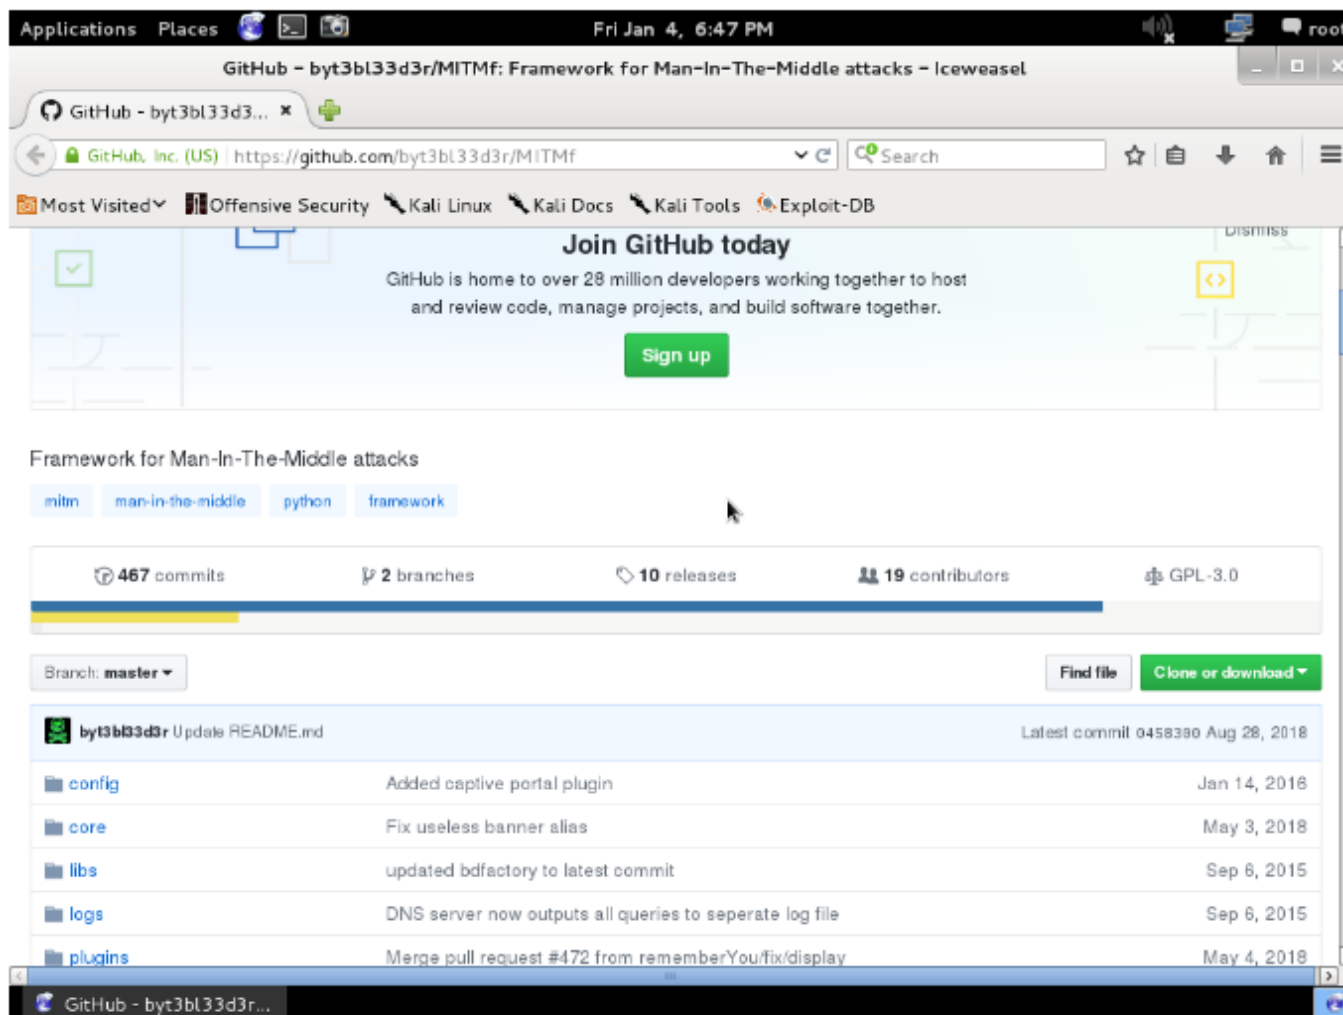 Applications Places Fri Jan 4, 6:47 PM root
GitHub - byt3bl33d3r/MITMf: Framework for Man-In-The-Middle attacks - Iceweasel
GitHub - byt3bl33d3...
GitHub, Inc. (US) https://github.com/byt3bl33d3r/MITMf Search
Most Visited Offensive Security Kali Linux Kali Docs Kali Tools Exploit-DB
Dismiss
Join GitHub today
GitHub is home to over 28 million developers working together to host
and review code, manage projects, and build software together.
Sign up
Framework for Man-In-The-Middle attacks
mitm man-in-the-middle python framework
467 commits 2 branches 10 releases 19 contributors GPL-3.0
Branch: master Find file Clone or download
byt3bl33d3r Update README.md Latest commit 0458300 Aug 28, 2018
config Added captive portal plugin Jan 14, 2016
core Fix useless banner alias May 3, 2018
libs updated bdfactory to latest commit Sep 6, 2015
logs DNS server now outputs all queries to seperate log file Sep 6, 2015
plugins Merge pull request #472 from rememberYou/fix/display May 4, 2018
GitHub - byt3bl33d3r...